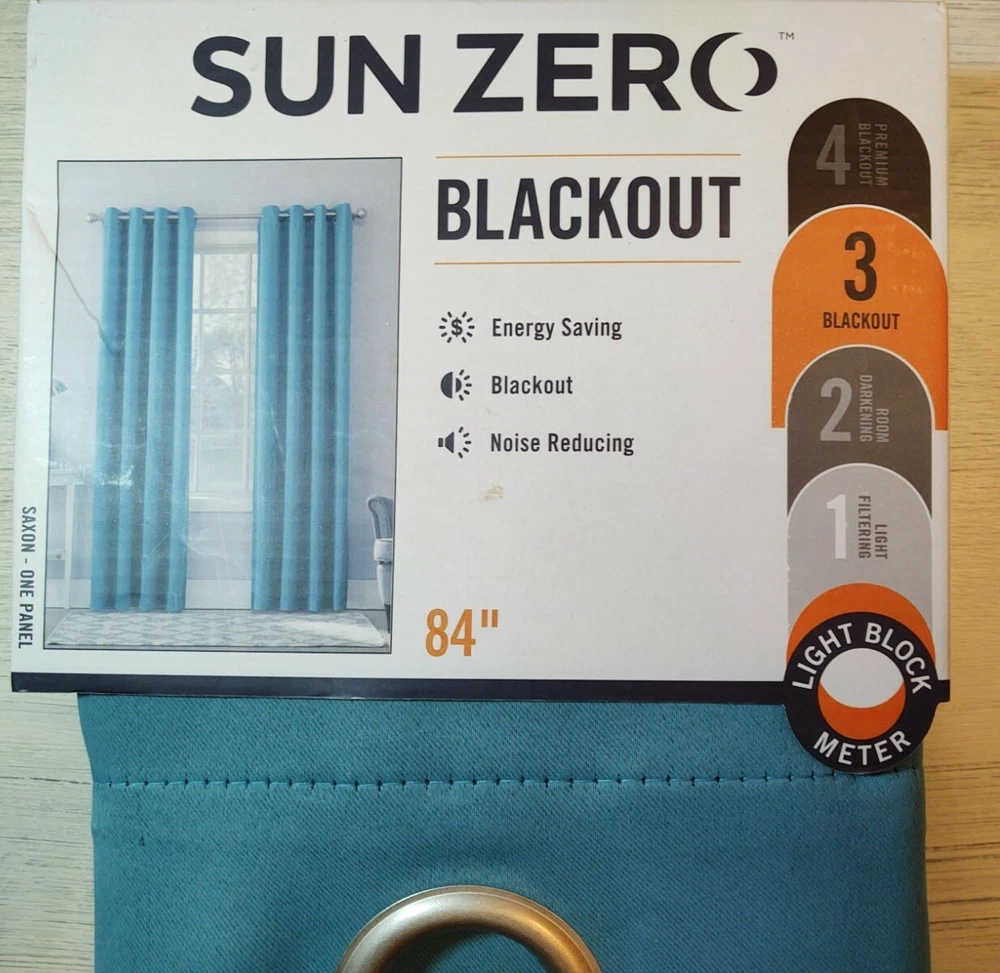 SUN ZERO™
BLACKOUT
Energy Saving
Blackout
Noise Reducing
84"
SAXON - ONE PANEL
4
PREMIUM
BLACKOUT
3
BLACKOUT
2
ROOM
DARKENING
1
LIGHT
FILTERING
LIGHT BLOCK
METER